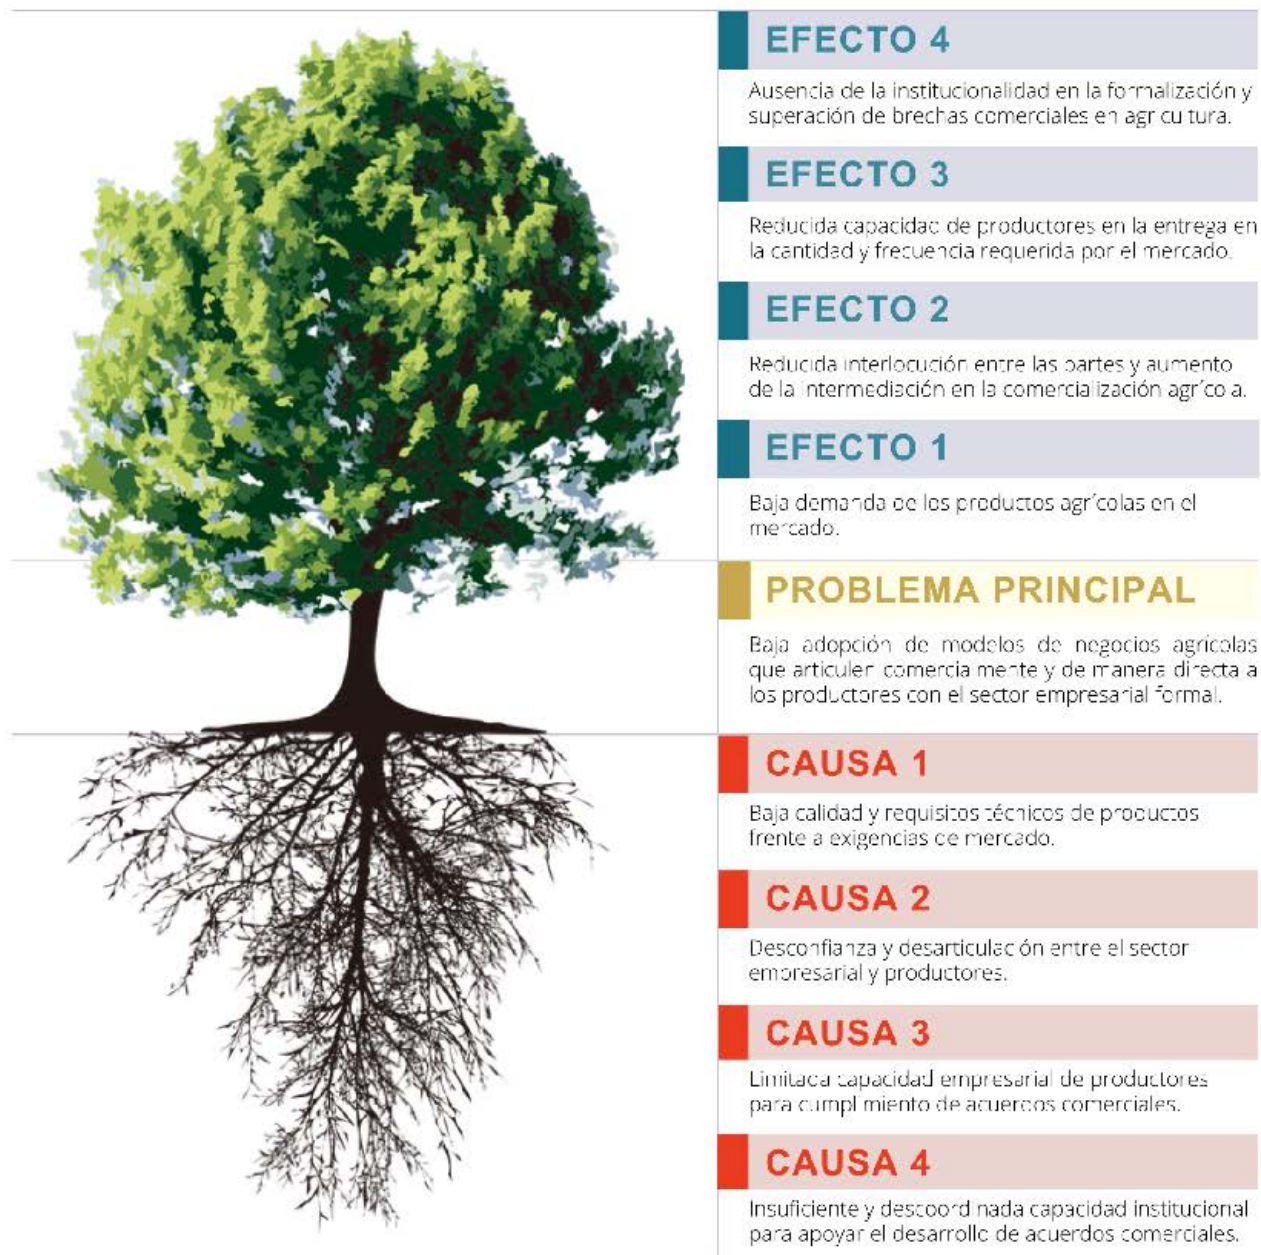 EFECTO 4
Ausencia de la institucionalidad en la formalización y
superación de brechas comerciales en agricultura.
EFECTO 3
Reducida capacidad de productores en la entrega en
la cantidad y frecuencia requerida por el mercado.
EFECTO 2
Reducida interlocución entre las partes y aumento
de la intermediación en la comercialización agrícola.
EFECTO 1
Baja demanda de los productos agrícolas en el
mercado.
PROBLEMA PRINCIPAL
Baja adopción de modelos de negocios agrícolas
que articulen comercialmente y de manera directa a
los productores con el sector empresarial formal.
CAUSA 1
Baja calidad y requisitos técnicos de productos
frente a exigencias de mercado.
CAUSA 2
Desconfianza y desarticulación entre el sector
empresarial y productores.
CAUSA 3
Limitada capacidad empresarial de productores
para cumplimiento de acuerdos comerciales.
CAUSA 4
Insuficiente y descoordinada capacidad institucional
para apoyar el desarrollo de acuerdos comerciales.